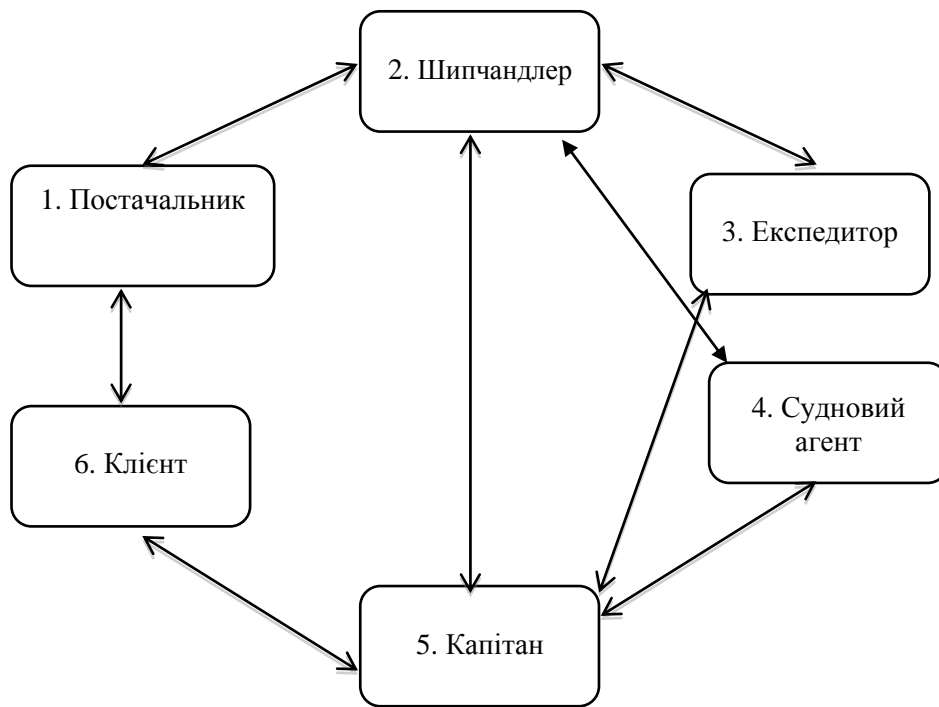 2. Шипчандлер
1. Постачальник
3. Експедитор
4. Судновий
агент
6. Клієнт
5. Капітан